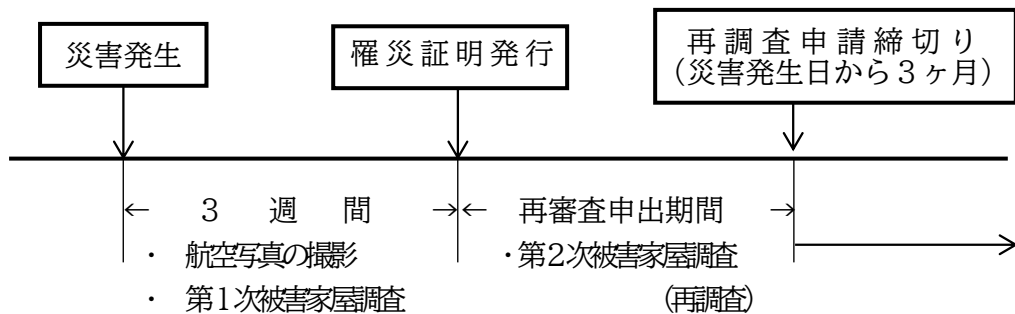 災害発生
罹災証明発行
再調査申請締切り
（災害発生日から３ヶ月）
← ３ 週 間 →
← 再審査申出期間 →
・ 航空写真の撮影
・第２次被害家屋調査
・ 第１次被害家屋調査
（再調査）